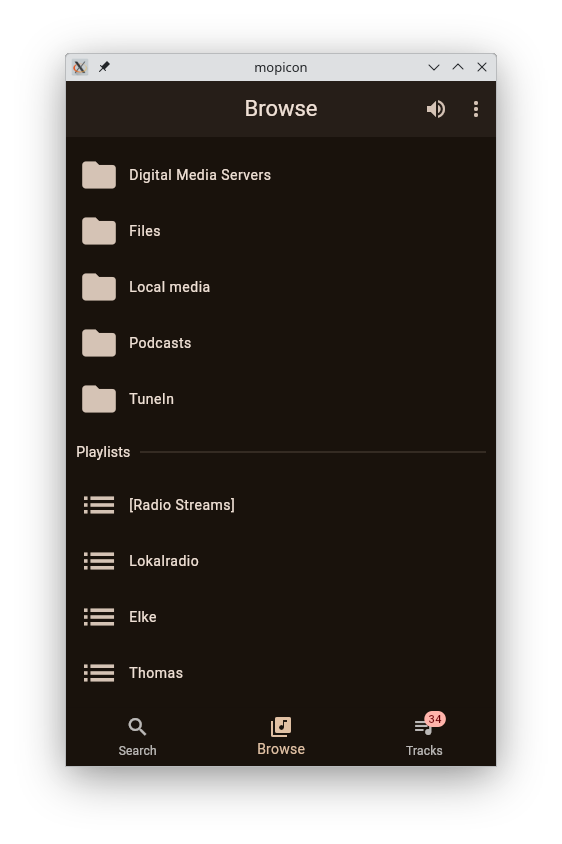 mopicon
Browse
Digital Media Servers
Files
Local media
Podcasts
TuneIn
Playlists
[Radio Streams]
Lokalradio
Elke
Thomas
34
Search
Browse
Tracks